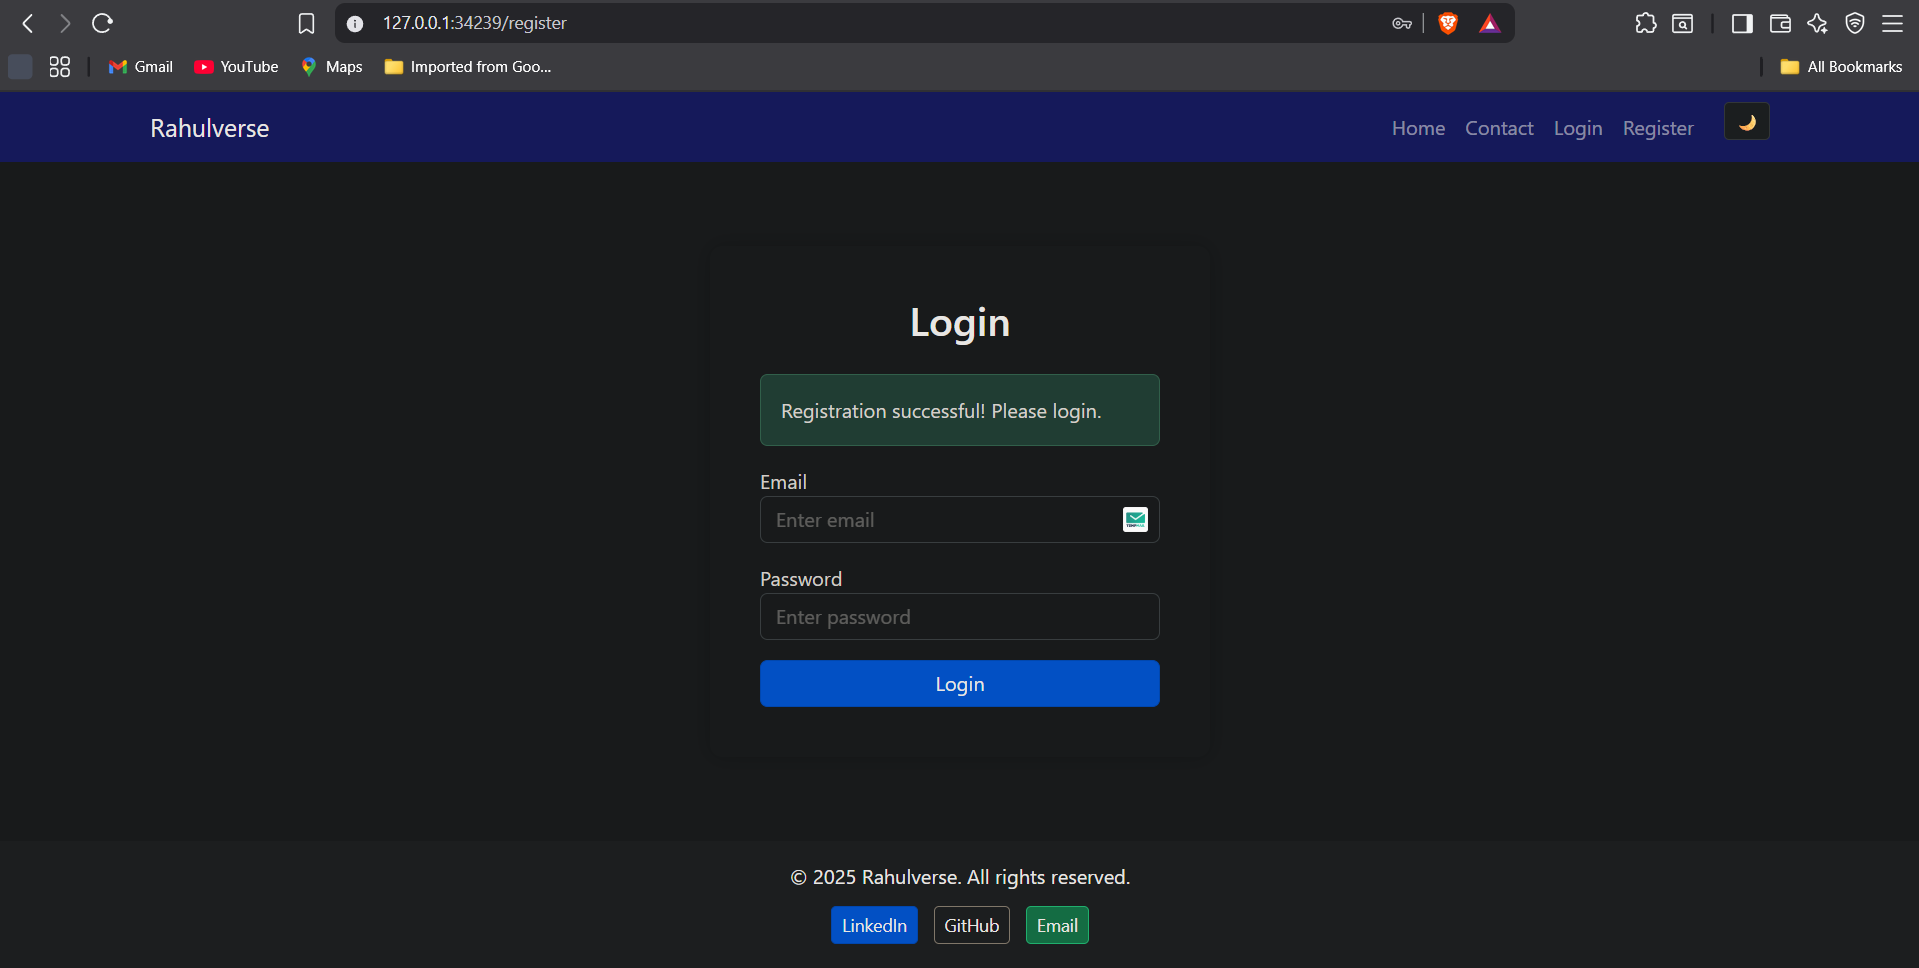 127.0.0.1:34239/register
Gmail YouTube Maps Imported from Goo... All Bookmarks
Rahulverse Home Contact Login Register
Login
Registration successful! Please login.
Email
Enter email
Password
Enter password
Login
© 2025 Rahulverse. All rights reserved.
LinkedIn GitHub Email